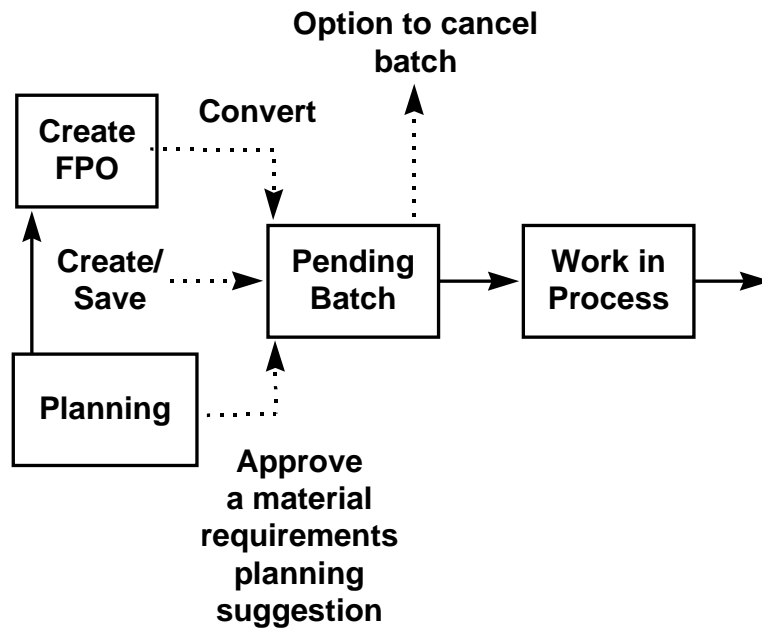 Option to cancel
batch
Create
FPO
Convert
Create/
Save
Pending
Batch
Work in
Process
Planning
Approve
a material
requirements
planning
suggestion